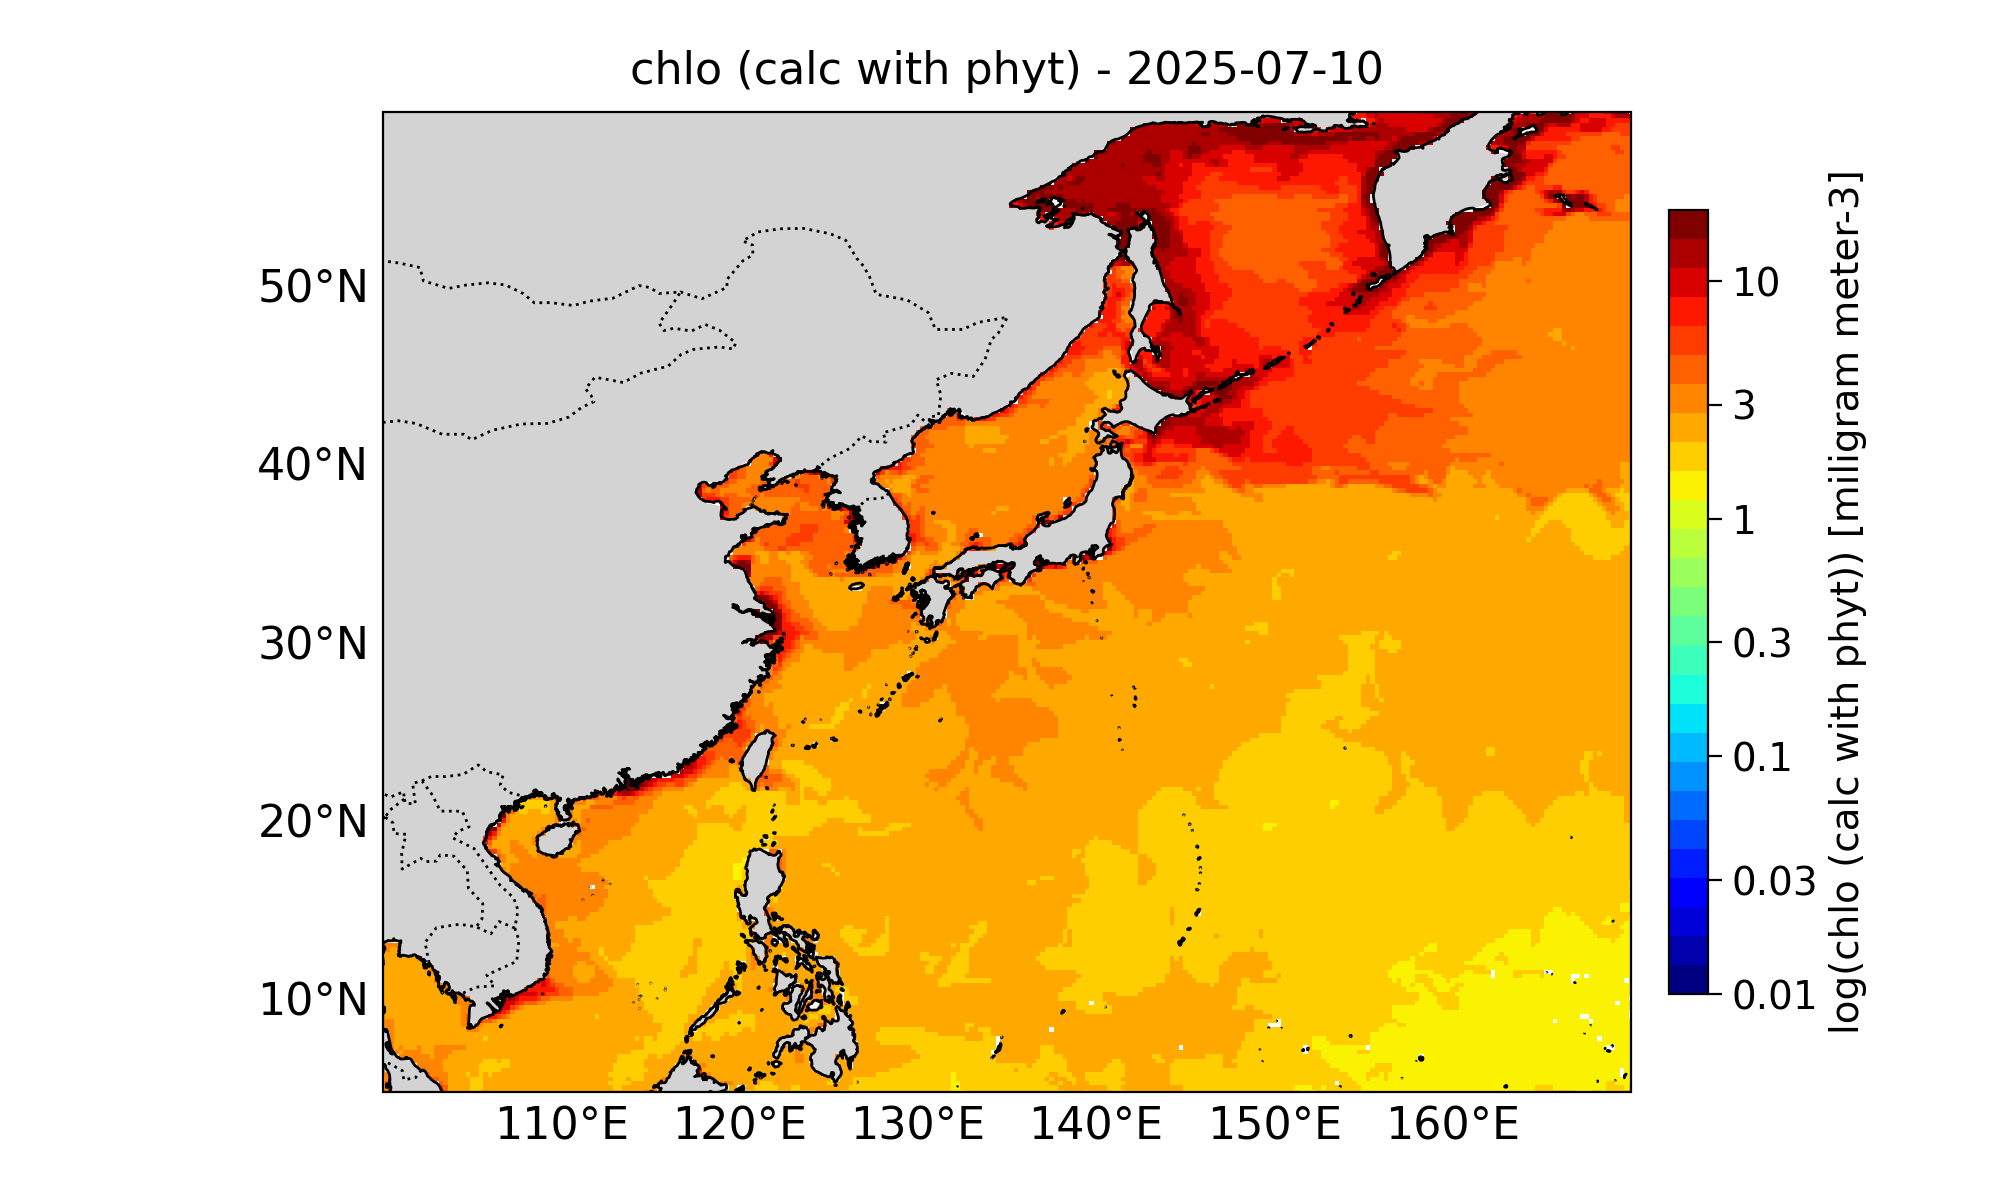 chlo (calc with phyt) - 2025-07-10
50°N
40°N
30°N
20°N
10°N
110°E
120°E
130°E
140°E
150°E
160°E
10
3
1
0.3
0.1
0.03
0.01
log(chlo (calc with phyt)) [miligram meter-3]